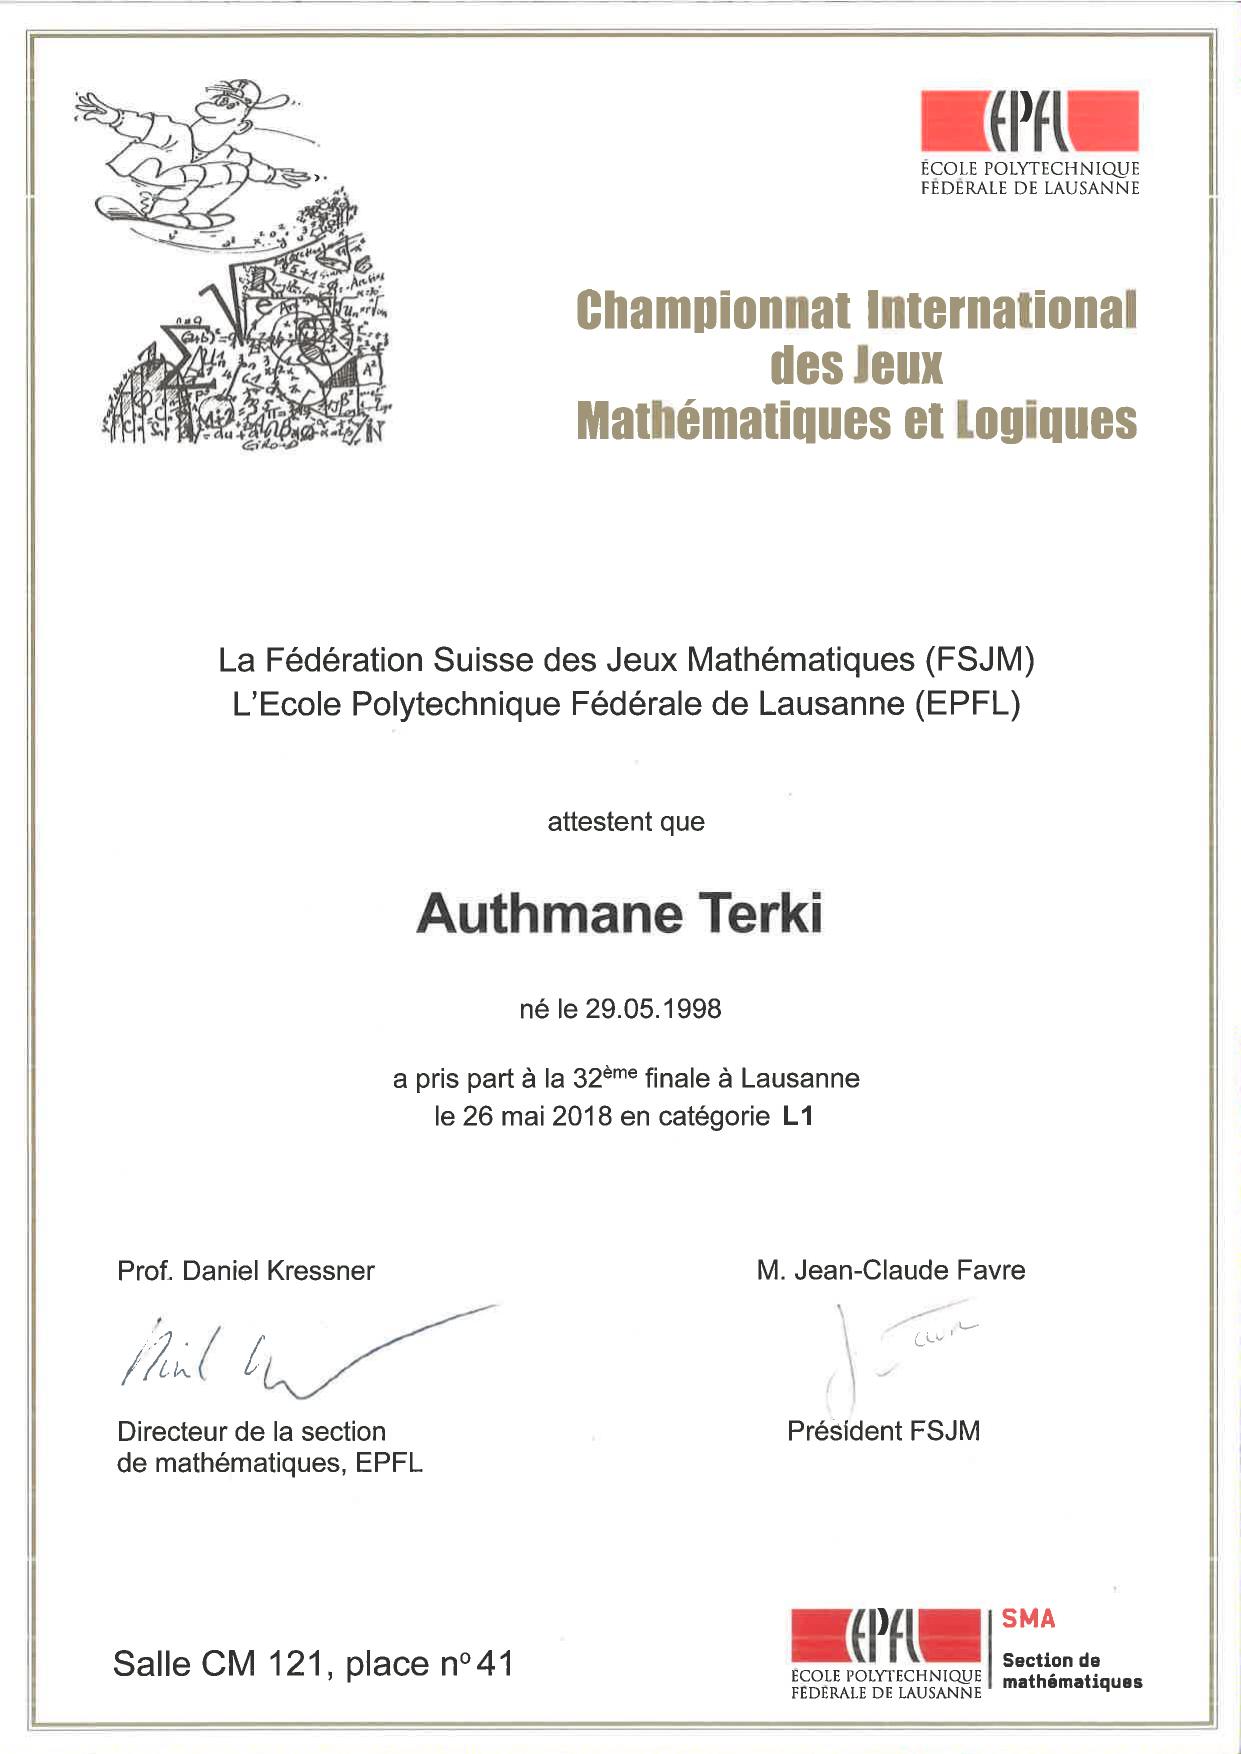 EPFL
ÉCOLE POLYTECHNIQUE
FÉDÉRALE DE LAUSANNE
Championnat International
des Jeux
Mathématiques et Logiques
La Fédération Suisse des Jeux Mathématiques (FSJM)
L'Ecole Polytechnique Fédérale de Lausanne (EPFL)
attestent que
Authmane Terki
né le 29.05.1998
a pris part à la 32ème finale à Lausanne
le 26 mai 2018 en catégorie L1
Prof. Daniel Kressner
M. Jean-Claude Favre
Directeur de la section
de mathématiques, EPFL
Président FSJM
Salle CM 121, place nº 41
EPFL
ÉCOLE POLYTECHNIQUE
FÉDÉRALE DE LAUSANNE
SMA
Section de
mathématiques